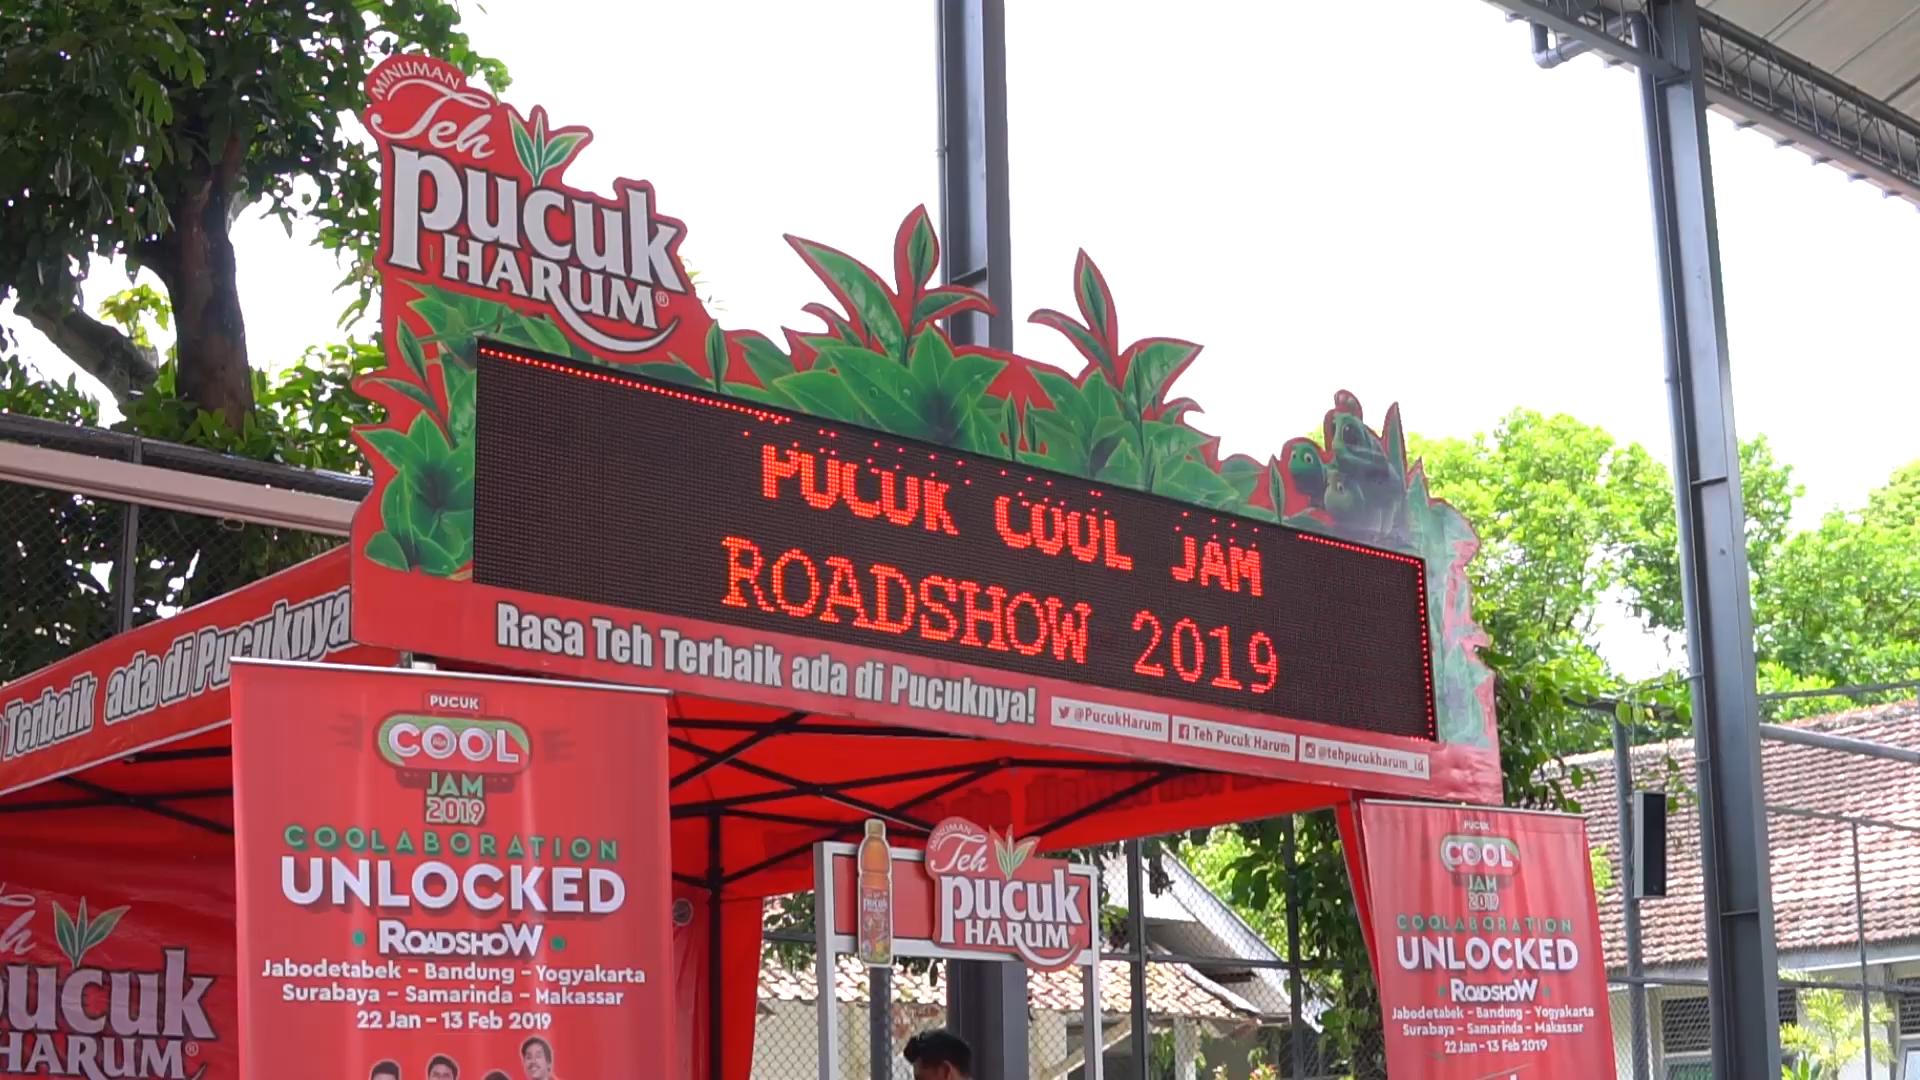 MINUMAN
Teh
pucuk
HARUM®
PUCUK COOL JAM
ROADSHOW 2019
Rasa Teh Terbaik ada di Pucuknya!
@PucukHarum
Teh Pucuk Harum
@tehpucukharum_id
Terbaik ada di Pucuknya
PUCUK
COOL
JAM
2019
COOLABORATION
UNLOCKED
ROADSHOW
Jabodetabek - Bandung - Yogyakarta
Surabaya - Samarinda - Makassar
22 Jan - 13 Feb 2019
pucuk
HARUM®
MINUMAN
Teh
pucuk
HARUM
PUCUK
COOL
JAM
2019
COOLABORATION
UNLOCKED
ROADSHOW
Jabodetabek - Bandung - Yogyakarta
Surabaya - Samarinda - Makassar
22 Jan - 13 Feb 2019